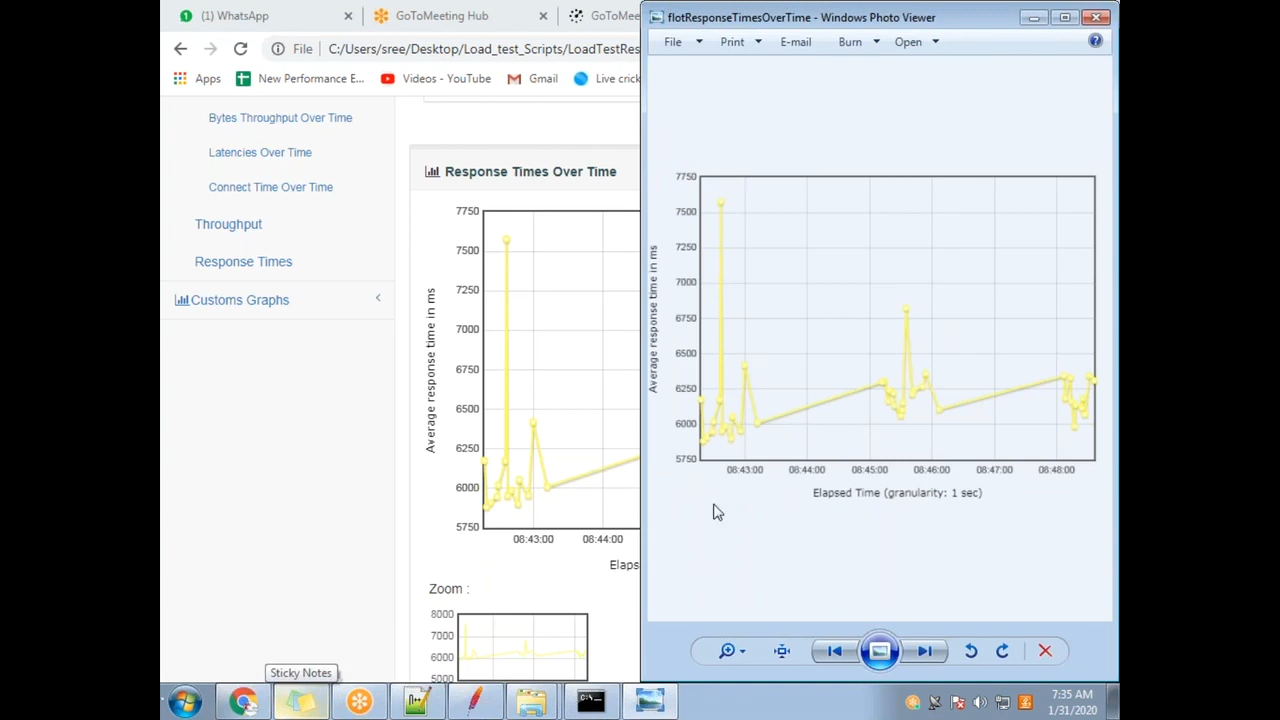 (1) WhatsApp
GoToMeeting Hub
GoToMee
File C:/Users/sree/Desktop/Load_test_Scripts/LoadTestRes
Apps New Performance E... Videos - YouTube Gmail Live crick
Bytes Throughput Over Time
Latencies Over Time
Connect Time Over Time
Throughput
Response Times
Customs Graphs
Response Times Over Time
7750
7500
7250
7000
6750
6500
6250
6000
5750
Average response time in ms
08:43:00 08:44:00
Elaps
Zoom :
8000
7000
6000
5000
flotResponseTimesOverTime - Windows Photo Viewer
File Print E-mail Burn Open
7750
7500
7250
7000
6750
6500
6250
6000
5750
Average response time in ms
08:43:00 08:44:00 08:45:00 08:46:00 08:47:00 08:48:00
Elapsed Time (granularity: 1 sec)
Sticky Notes
7:35 AM
1/31/2020